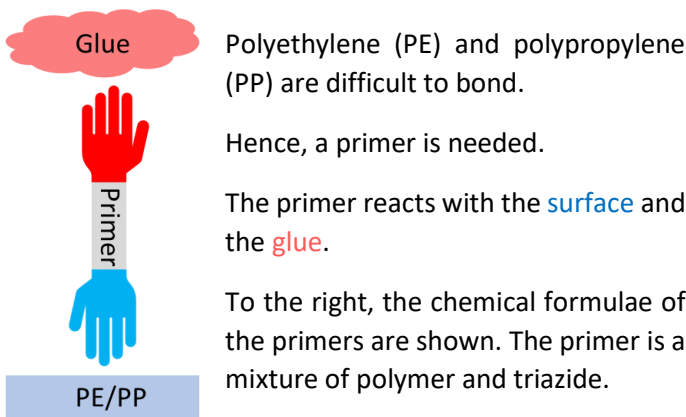 Glue
Primer
PE/PP
Polyethylene (PE) and polypropylene
(PP) are difficult to bond.
Hence, a primer is needed.
The primer reacts with the surface and
the glue.
To the right, the chemical formulae of
the primers are shown. The primer is a
mixture of polymer and triazide.